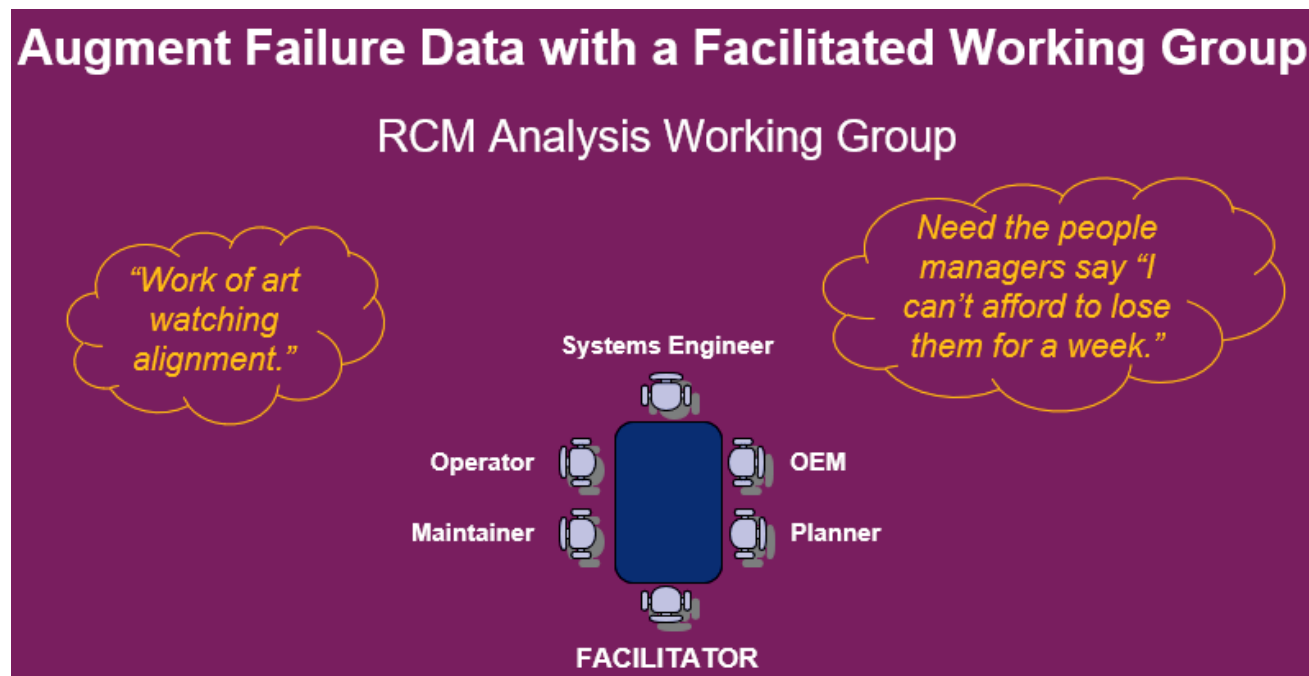 Augment Failure Data with a Facilitated Working Group
RCM Analysis Working Group
“Work of art
watching
alignment.”
Need the people
managers say “I
can’t afford to lose
them for a week.”
Systems Engineer
Operator
OEM
Maintainer
Planner
FACILITATOR